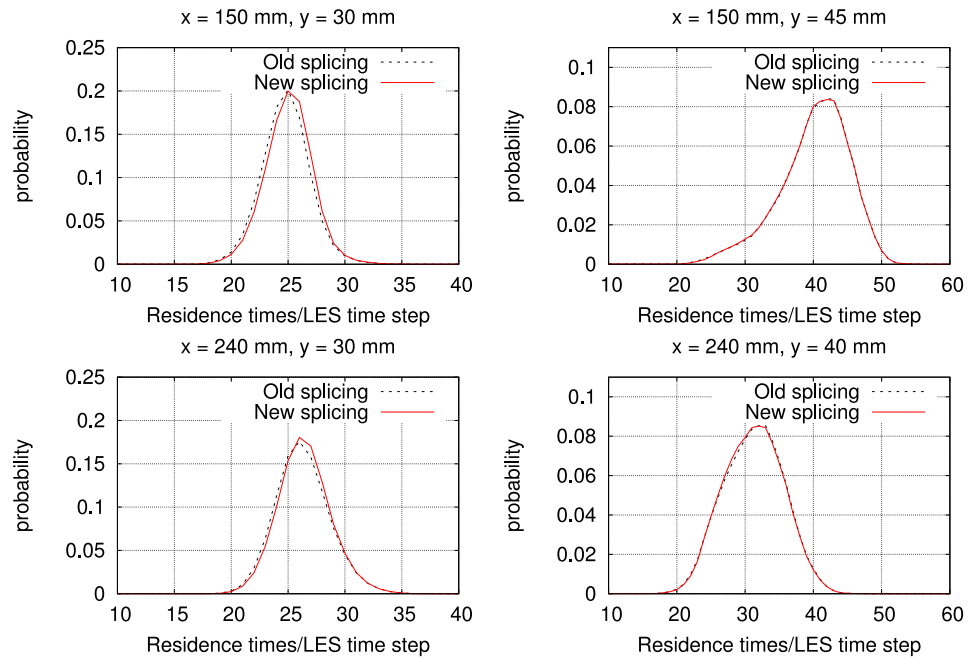 x = 150 mm, y = 30 mm
0.25
0.2
0.15
0.1
0.05
0
probability
Old splicing
New splicing
10 15 20 25 30 35 40
Residence times/LES time step
x = 150 mm, y = 45 mm
0.1
0.08
0.06
0.04
0.02
0
probability
Old splicing
New splicing
10 20 30 40 50 60
Residence times/LES time step
x = 240 mm, y = 30 mm
0.25
0.2
0.15
0.1
0.05
0
probability
Old splicing
New splicing
10 15 20 25 30 35 40
Residence times/LES time step
x = 240 mm, y = 40 mm
0.1
0.08
0.06
0.04
0.02
0
probability
Old splicing
New splicing
10 20 30 40 50 60
Residence times/LES time step